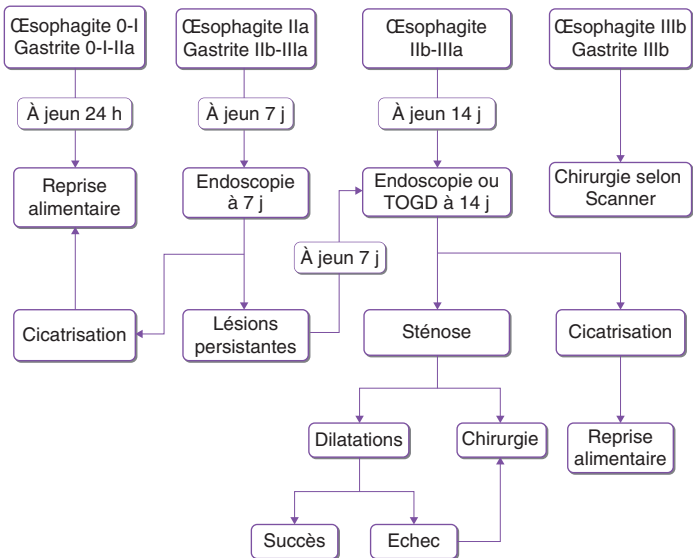 Œsophagite 0-I
Gastrite 0-I-IIa
Œsophagite IIa
Gastrite IIb-IIIa
Œsophagite
IIb-IIIa
Œsophagite IIIb
Gastrite IIIb
À jeun 24 h
À jeun 7 j
À jeun 14 j
Reprise
alimentaire
Endoscopie
à 7 j
Endoscopie ou
TOGD à 14 j
Chirurgie selon
Scanner
À jeun 7 j
Cicatrisation
Lésions
persistantes
Sténose
Cicatrisation
Dilatations
Chirurgie
Reprise
alimentaire
Succès
Echec